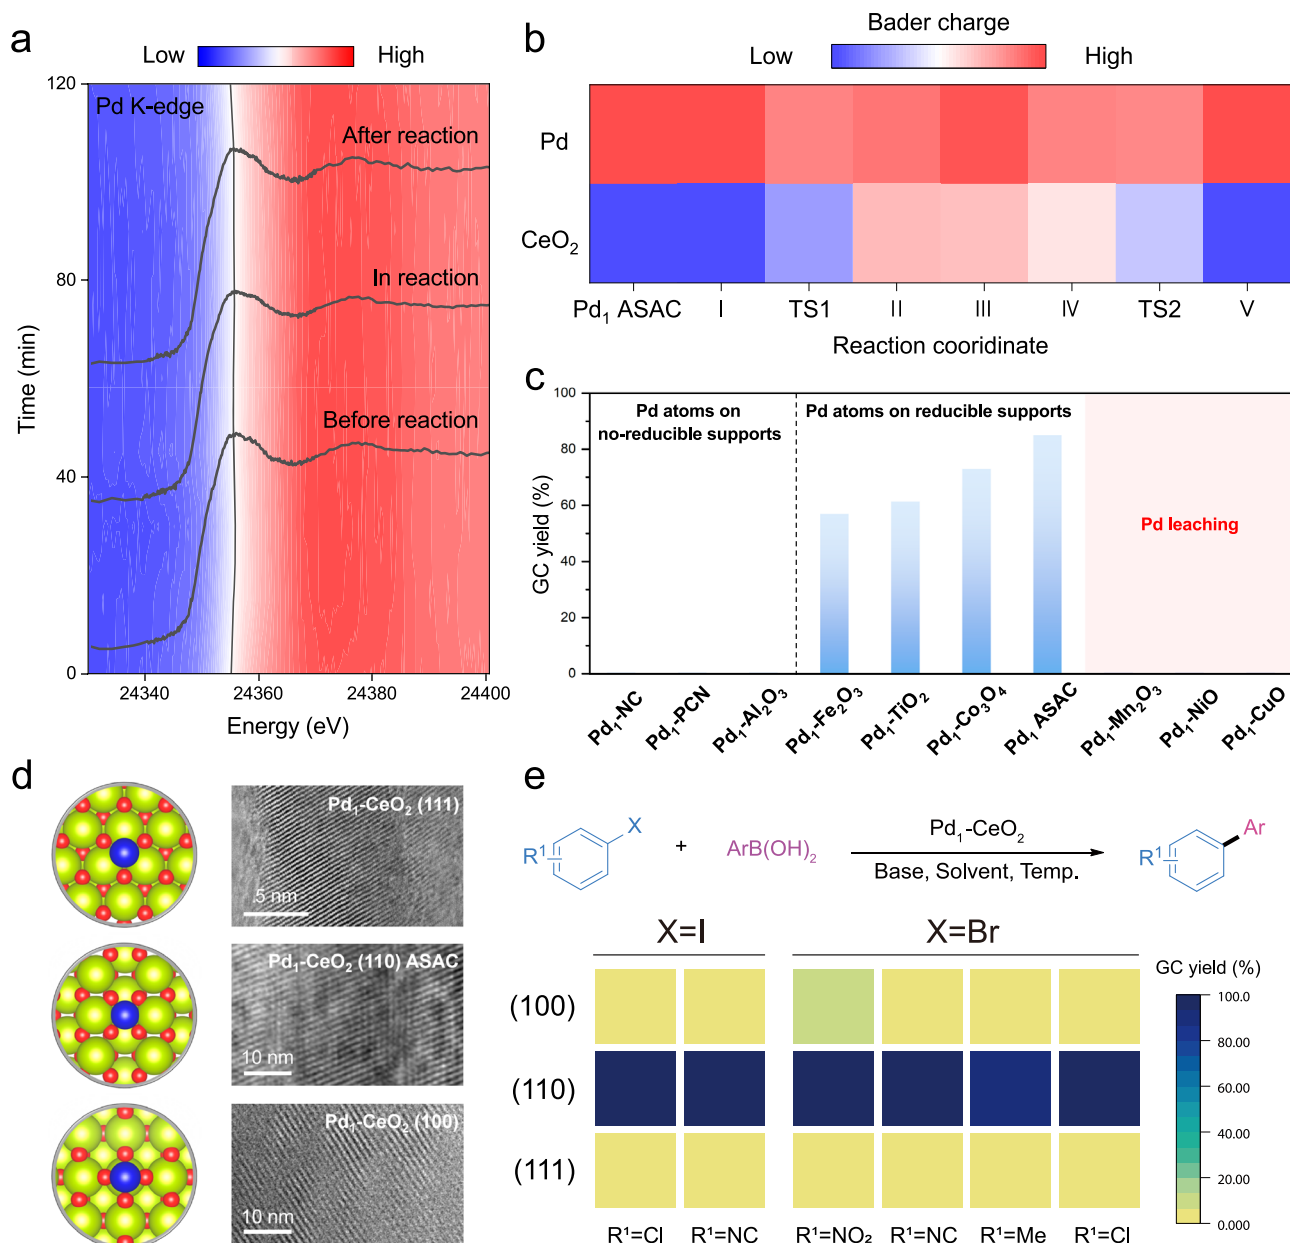 a
Low
High
120
80
40
0
Time (min)
Pd K-edge
After reaction
In reaction
Before reaction
24340
24360
24380
24400
Energy (eV)
b
Bader charge
Low
High
Pd
CeO₂
Pd₁ ASAC
I
TS1
II
III
IV
TS2
V
Reaction cooridinate
c
100
80
60
40
20
0
GC yield (%)
Pd atoms on
no-reducible supports
Pd atoms on reducible supports
Pd leaching
Pd₁-NC
Pd₁-PCN
Pd₁-Al₂O₃
Pd₁-Fe₂O₃
Pd₁-TiO₂
Pd₁-Co₃O₄
Pd₁ ASAC
Pd₁-Mn₂O₃
Pd₁-NiO
Pd₁-CuO
d
Pd₁-CeO₂ (111)
5 nm
Pd₁-CeO₂ (110) ASAC
10 nm
Pd₁-CeO₂ (100)
10 nm
e
R¹
X
+
ArB(OH)₂
Pd₁-CeO₂
Base, Solvent, Temp.
R¹
Ar
X=I
X=Br
(100)
(110)
(111)
R¹=Cl
R¹=NC
R¹=NO₂
R¹=NC
R¹=Me
R¹=Cl
GC yield (%)
100.0
80.00
60.00
40.00
20.00
0.000